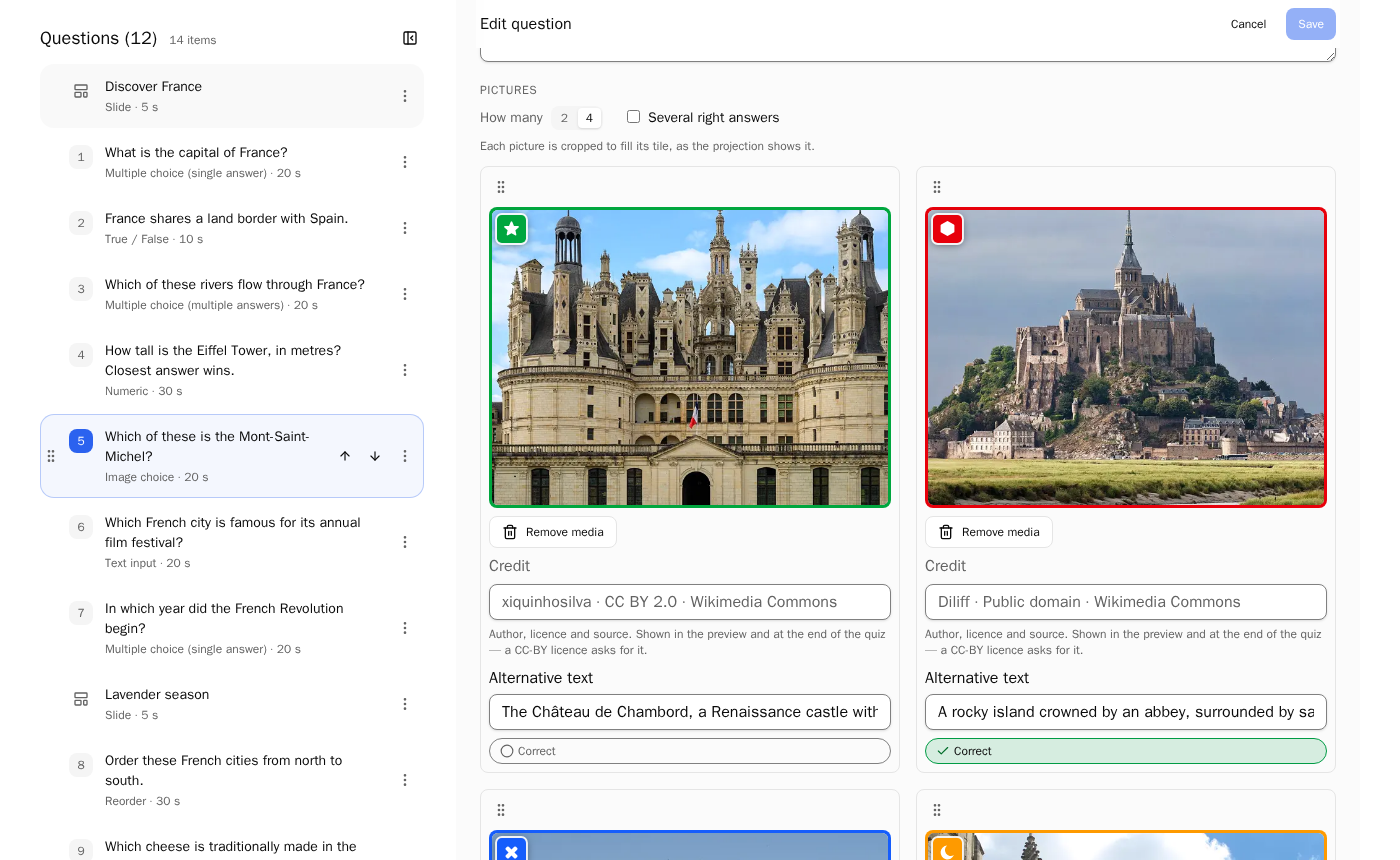 Questions (12) 14 items
Discover France
Slide · 5 s
1 What is the capital of France?
Multiple choice (single answer) · 20 s
2 France shares a land border with Spain.
True / False · 10 s
3 Which of these rivers flow through France?
Multiple choice (multiple answers) · 20 s
4 How tall is the Eiffel Tower, in metres?
Closest answer wins.
Numeric · 30 s
5 Which of these is the Mont-Saint-
Michel?
Image choice · 20 s
6 Which French city is famous for its annual
film festival?
Text input · 20 s
7 In which year did the French Revolution
begin?
Multiple choice (single answer) · 20 s
Lavender season
Slide · 5 s
8 Order these French cities from north to
south.
Reorder · 30 s
9 Which cheese is traditionally made in the
Edit question
Cancel
Save
PICTURES
How many 2 4 Several right answers
Each picture is cropped to fill its tile, as the projection shows it.
Remove media
Credit
xiquinhosilva · CC BY 2.0 · Wikimedia Commons
Author, licence and source. Shown in the preview and at the end of the quiz
— a CC-BY licence asks for it.
Alternative text
The Château de Chambord, a Renaissance castle with
Correct
Remove media
Credit
Diliff · Public domain · Wikimedia Commons
Author, licence and source. Shown in the preview and at the end of the quiz
— a CC-BY licence asks for it.
Alternative text
A rocky island crowned by an abbey, surrounded by sa
Correct